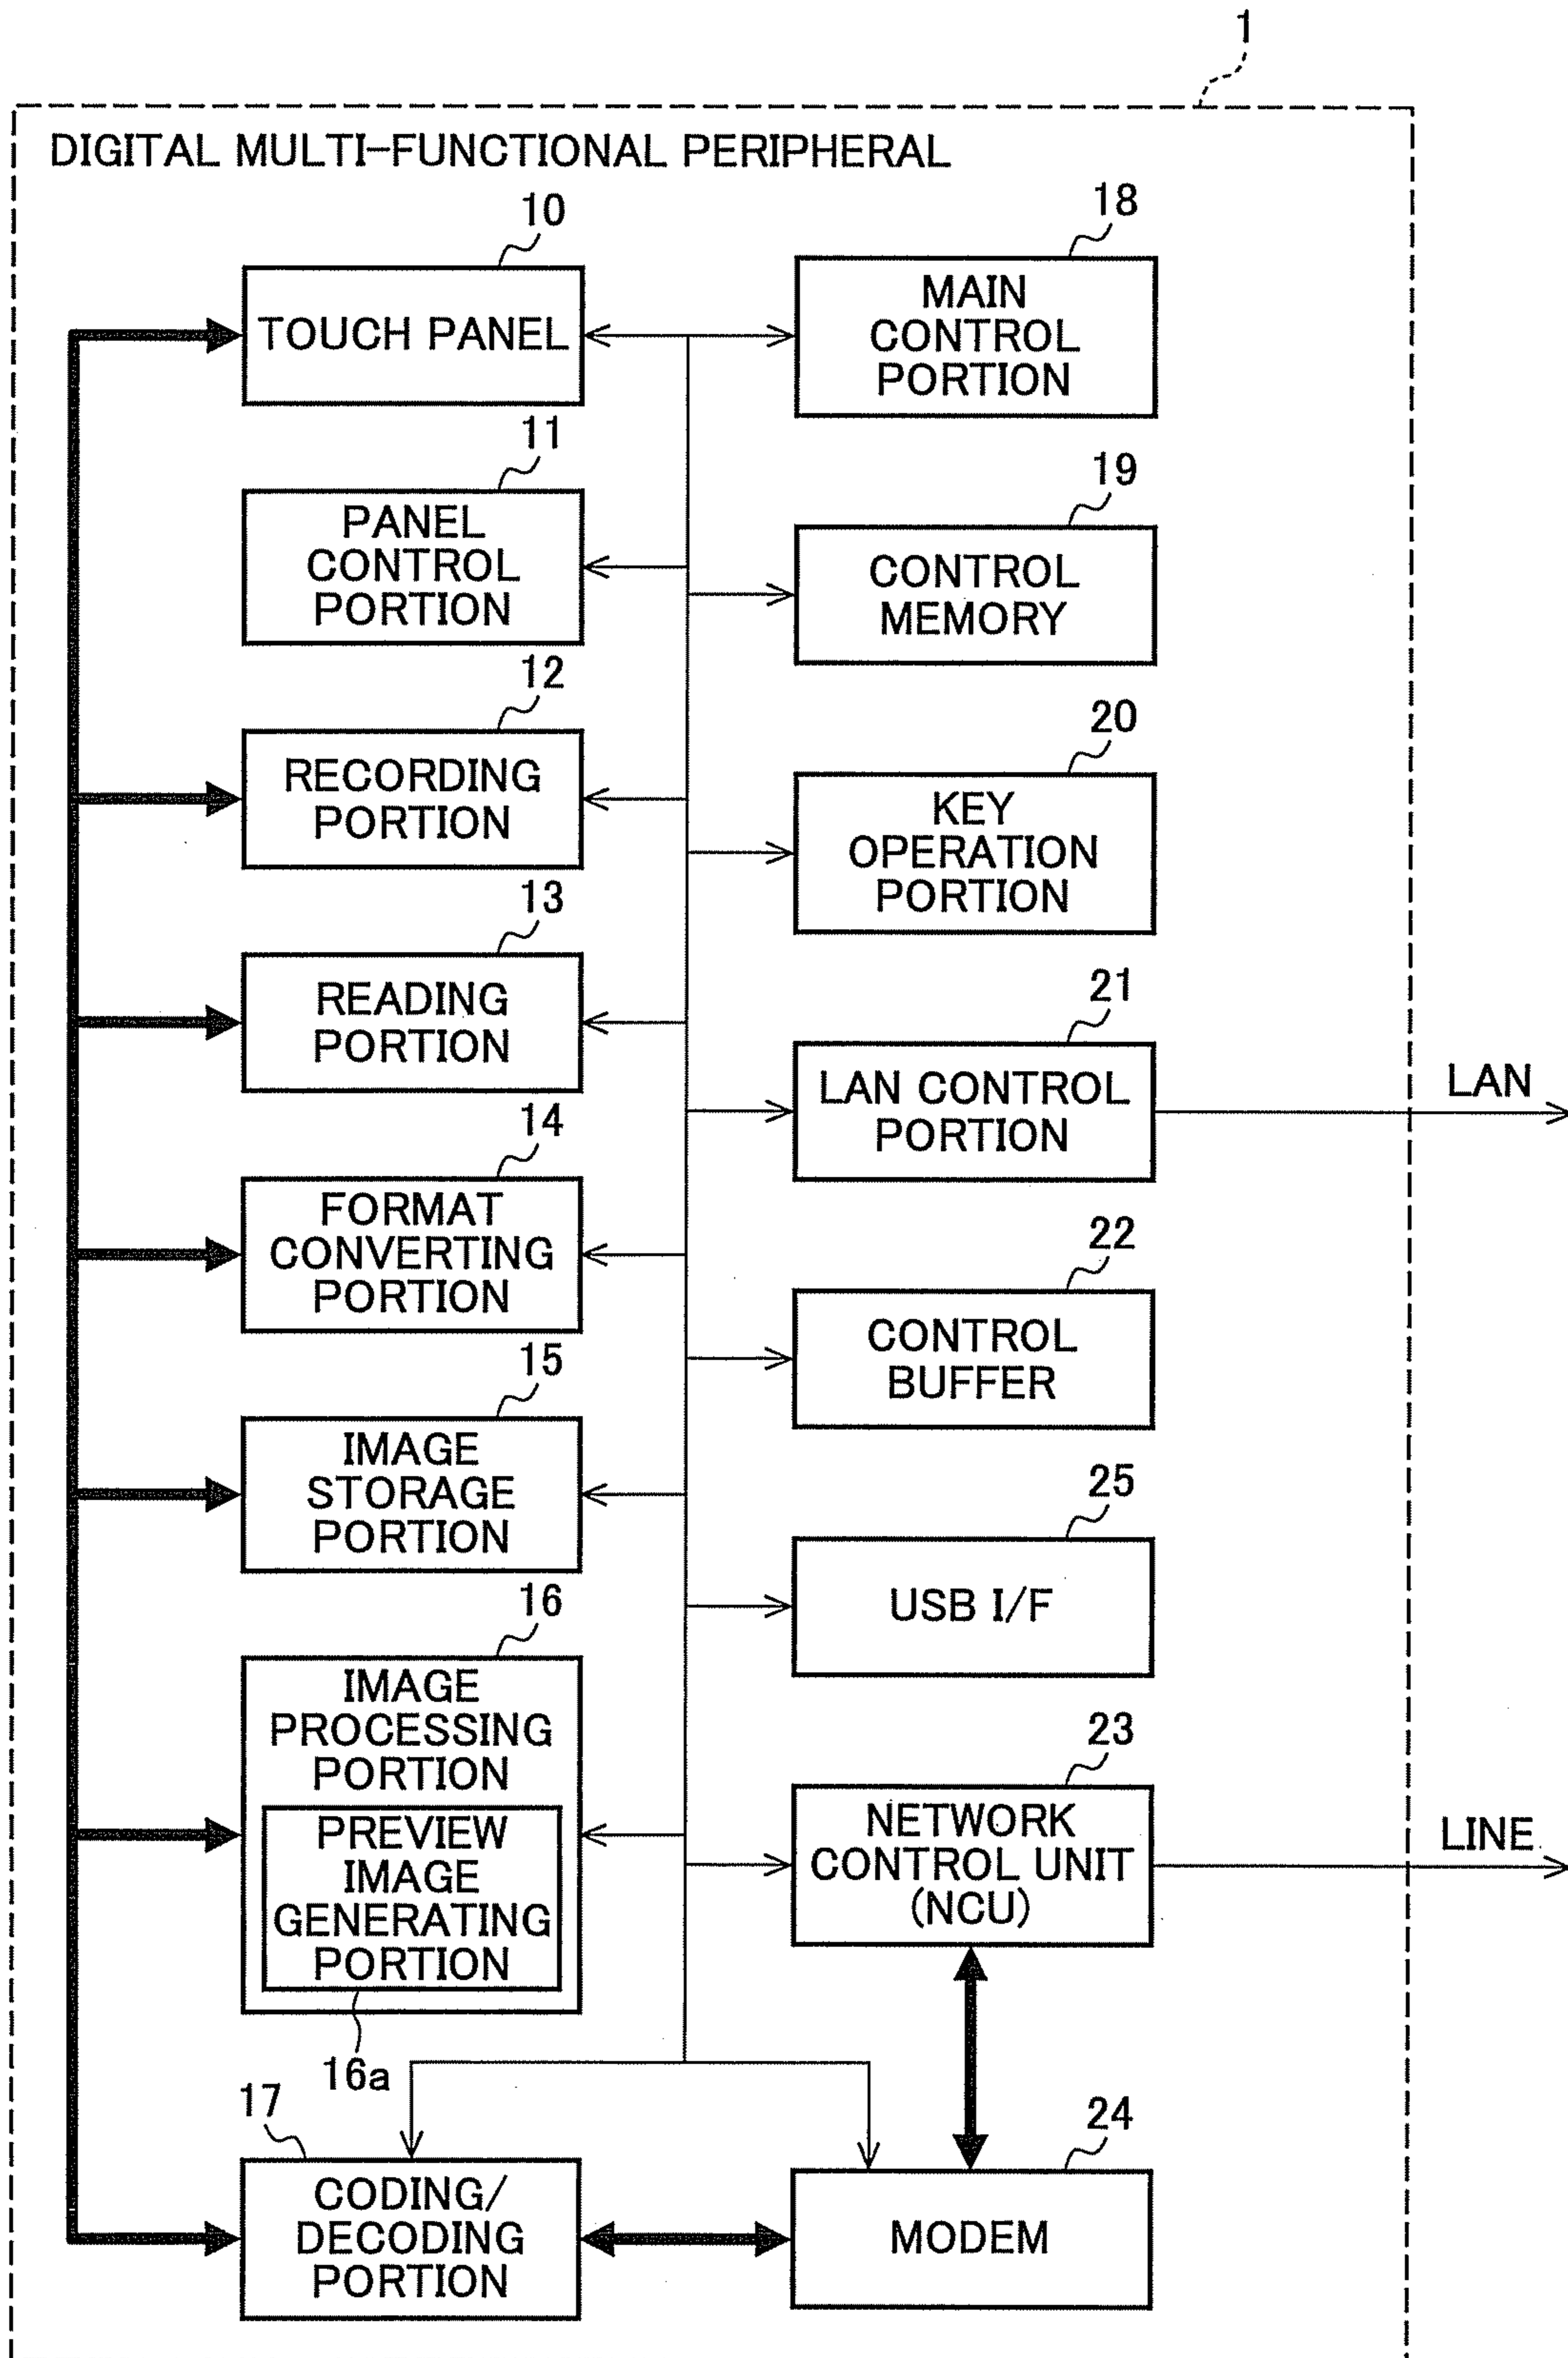 1
DIGITAL MULTI-FUNCTIONAL PERIPHERAL
10
TOUCH PANEL
11
PANEL
CONTROL
PORTION
12
RECORDING
PORTION
13
READING
PORTION
14
FORMAT
CONVERTING
PORTION
15
IMAGE
STORAGE
PORTION
16
IMAGE
PROCESSING
PORTION
PREVIEW
IMAGE
GENERATING
PORTION
16a
17
CODING/
DECODING
PORTION
18
MAIN
CONTROL
PORTION
19
CONTROL
MEMORY
20
KEY
OPERATION
PORTION
21
LAN CONTROL
PORTION
LAN
22
CONTROL
BUFFER
25
USB I/F
23
NETWORK
CONTROL UNIT
(NCU)
LINE
24
MODEM